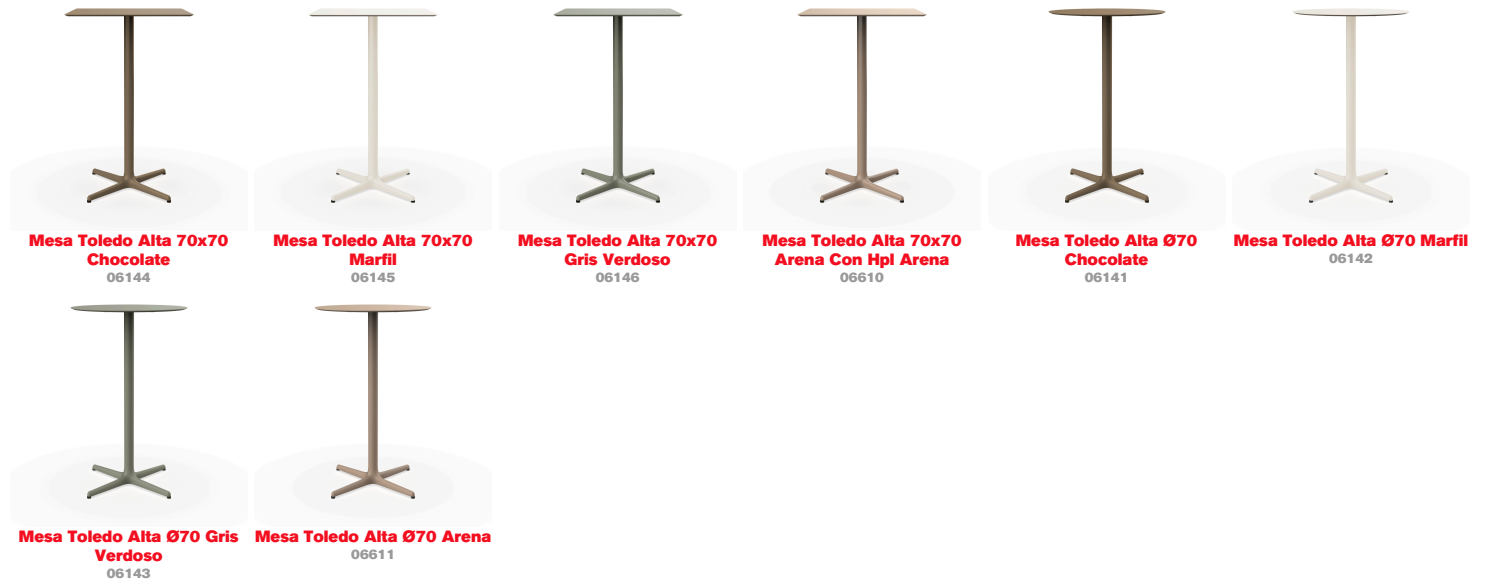 Mesa Toledo Alta 70x70
Chocolate
06144
Mesa Toledo Alta 70x70
Marfil
06145
Mesa Toledo Alta 70x70
Gris Verdoso
06146
Mesa Toledo Alta 70x70
Arena Con Hpl Arena
06610
Mesa Toledo Alta Ø70
Chocolate
06141
Mesa Toledo Alta Ø70 Marfil
06142
Mesa Toledo Alta Ø70 Gris
Verdoso
06143
Mesa Toledo Alta Ø70 Arena
06611